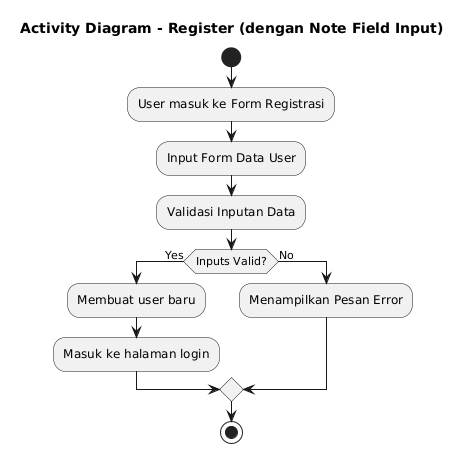 Activity Diagram - Register (dengan Note Field Input)
User masuk ke Form Registrasi
Input Form Data User
Validasi Inputan Data
Yes
Inputs Valid?
No
Membuat user baru
Menampilkan Pesan Error
Masuk ke halaman login